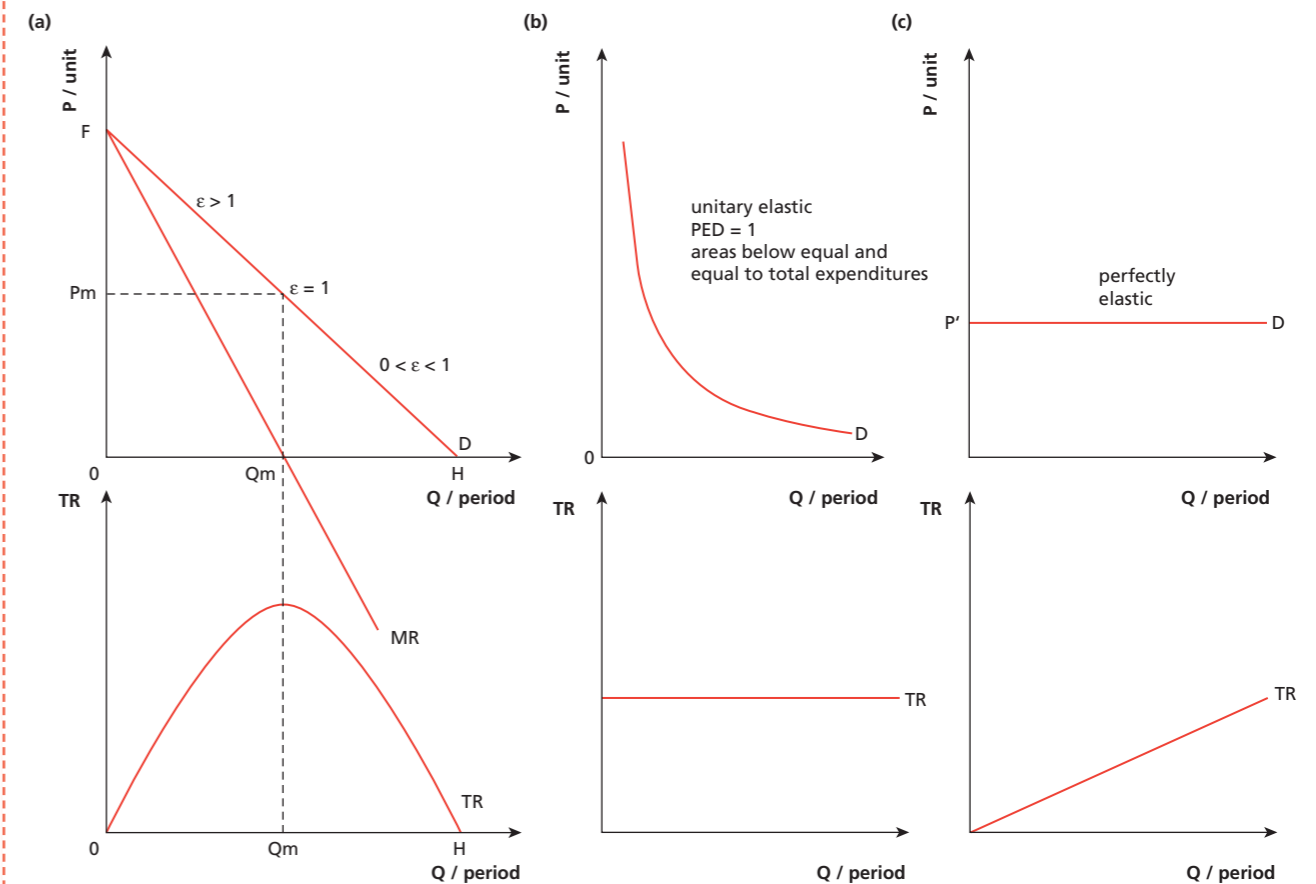 (a)
P / unit
F
ε > 1
Pm
ε = 1
0 < ε < 1
D
0
Qm
H
Q / period
MR
TR
TR
0
Qm
H
Q / period
(b)
P / unit
unitary elastic
PED = 1
areas below equal and
equal to total expenditures
D
0
Q / period
TR
TR
Q / period
(c)
P / unit
perfectly
elastic
P'
D
Q / period
TR
TR
Q / period